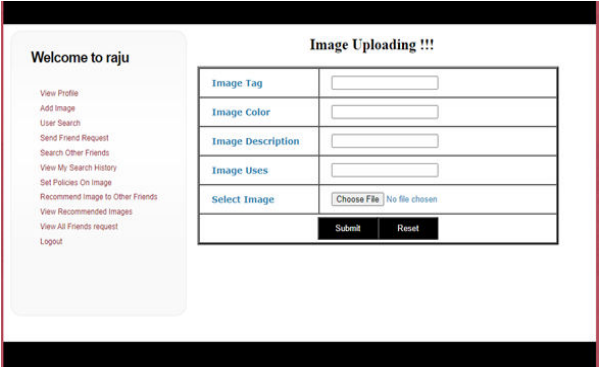 Welcome to raju
View Profile
Add Image
User Search
Send Friend Request
Search Other Friends
View My Search History
Set Policies On Image
Recommend Image to Other Friends
View Recommended Images
View All Friends request
Logout
Image Uploading !!!
Image Tag
Image Color
Image Description
Image Uses
Select Image Choose File No file chosen
Submit Reset